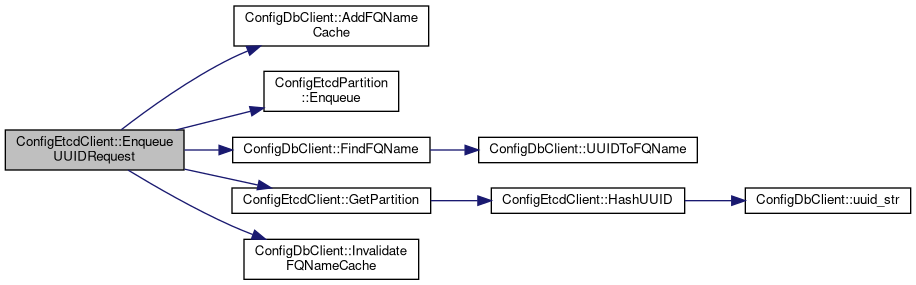 ConfigDbClient::AddFQName
Cache
ConfigEtcdPartition
::Enqueue
ConfigEtcdClient::Enqueue
UUIDRequest
ConfigDbClient::FindFQName
ConfigDbClient::UUIDToFQName
ConfigEtcdClient::GetPartition
ConfigEtcdClient::HashUUID
ConfigDbClient::uuid_str
ConfigDbClient::Invalidate
FQNameCache